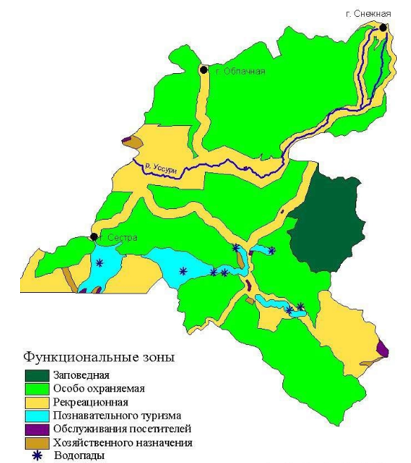 г. Снежная
г. Облачная
р. Уссури
г. Сестра
Функциональные зоны
Заповедная
Особо охраняемая
Рекреационная
Познавательного туризма
Обслуживания посетителей
Хозяйственного назначения
Водопады